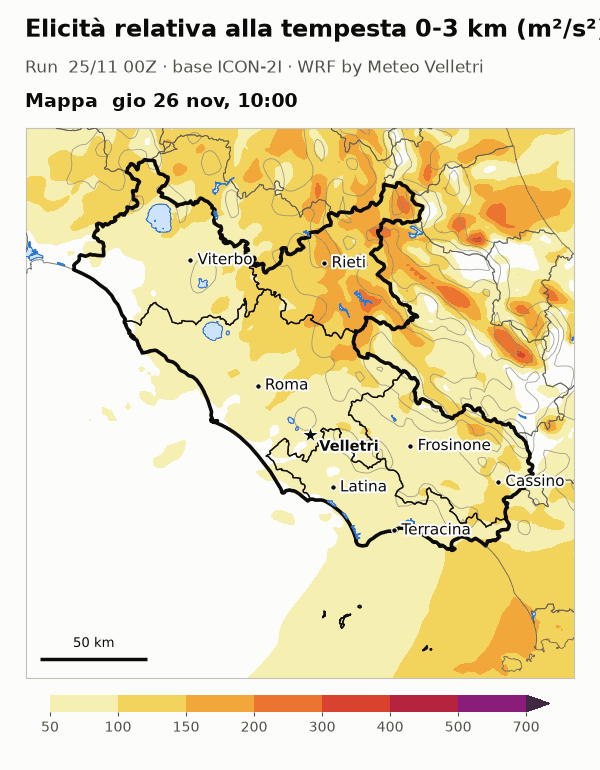 Elicità relativa alla tempesta 0-3 km (m²/s²)
Run  25/11 00Z · base ICON-2I · WRF by Meteo Velletri
Mappa  gio 26 nov, 10:00
Viterbo
Rieti
Roma
Velletri
Frosinone
Latina
Cassino
Terracina
50 km
50 100 150 200 300 400 500 700